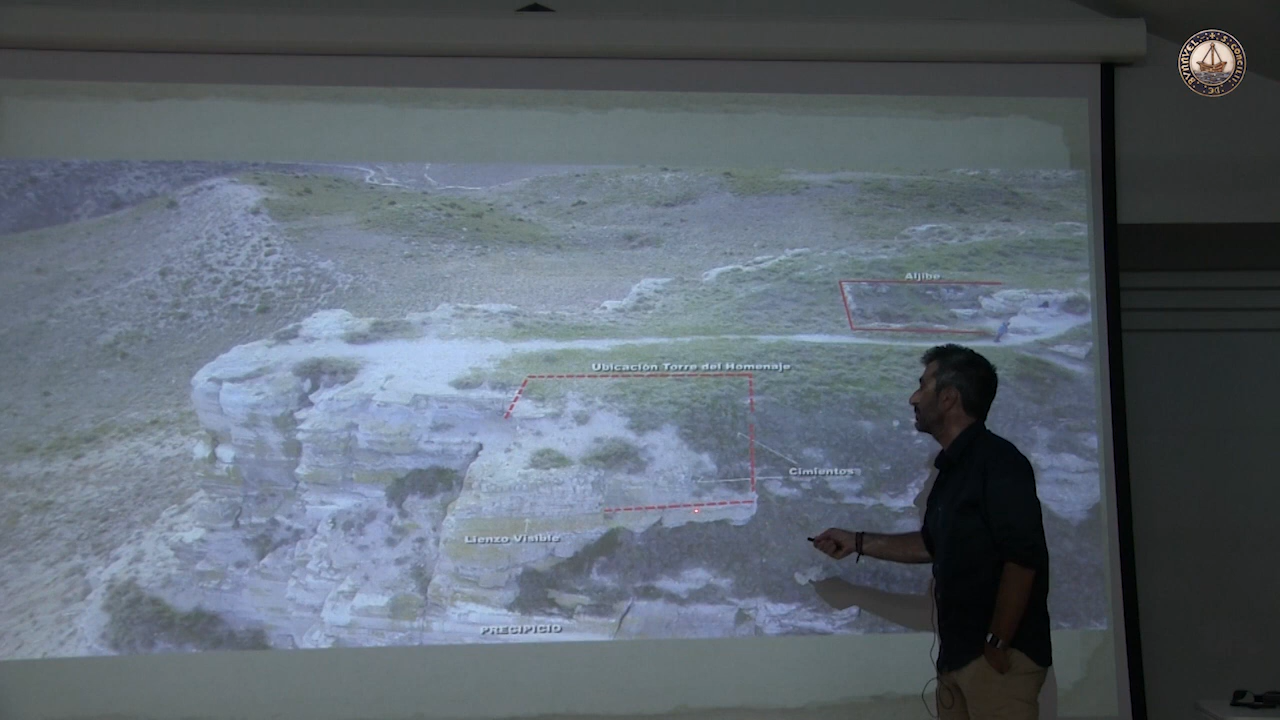 Aljibe
Ubicación Torre del Homenaje
Cimientos
Lienzo Visible
PRECIPICIO